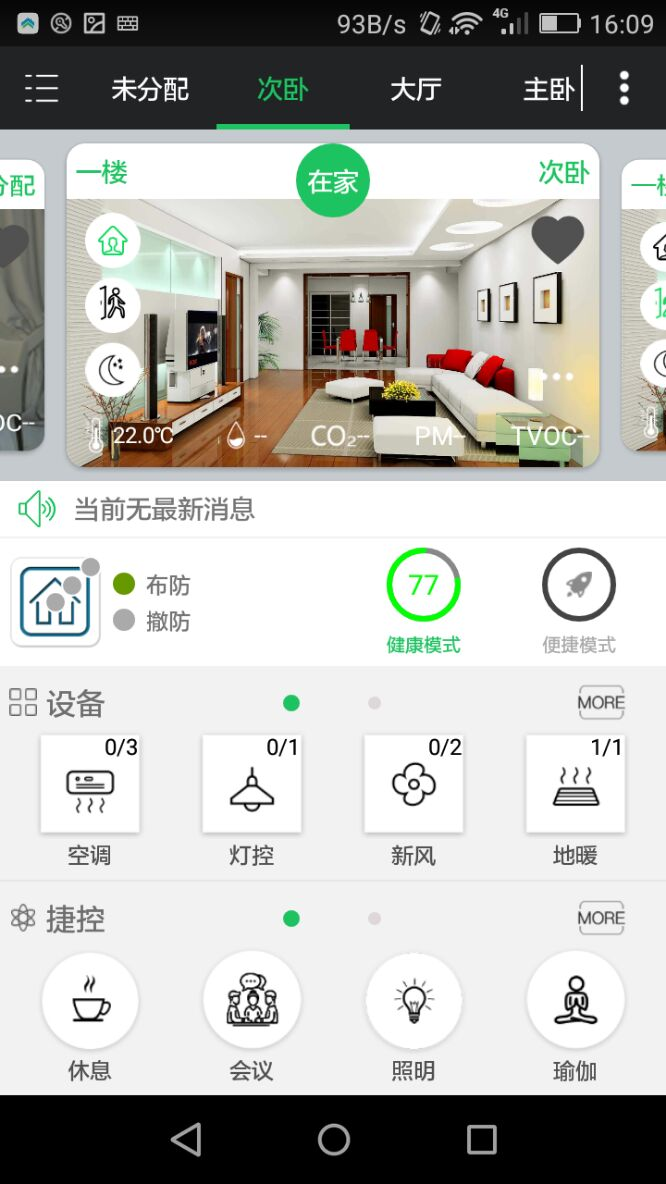 93B/s 4G 16:09
未分配 次卧 大厅 主卧
分配 一楼 在家 次卧 一楼
22.0℃ -- CO₂-- PM-- TVOC--
当前无最新消息
布防
撤防
77
健康模式 便捷模式
设备 MORE
0/3 0/1 0/2 1/1
空调 灯控 新风 地暖
捷控 MORE
休息 会议 照明 瑜伽